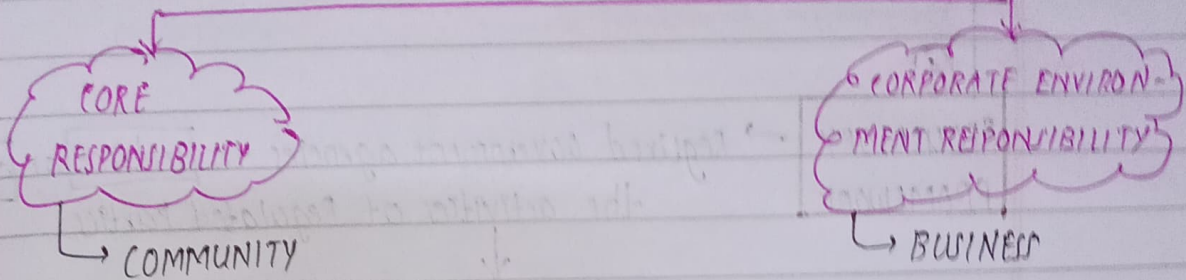 CORE
RESPONSIBILITY
→ COMMUNITY
CORPORATE ENVIRON-
MENT RESPONSIBILITY
→ BUSINESS